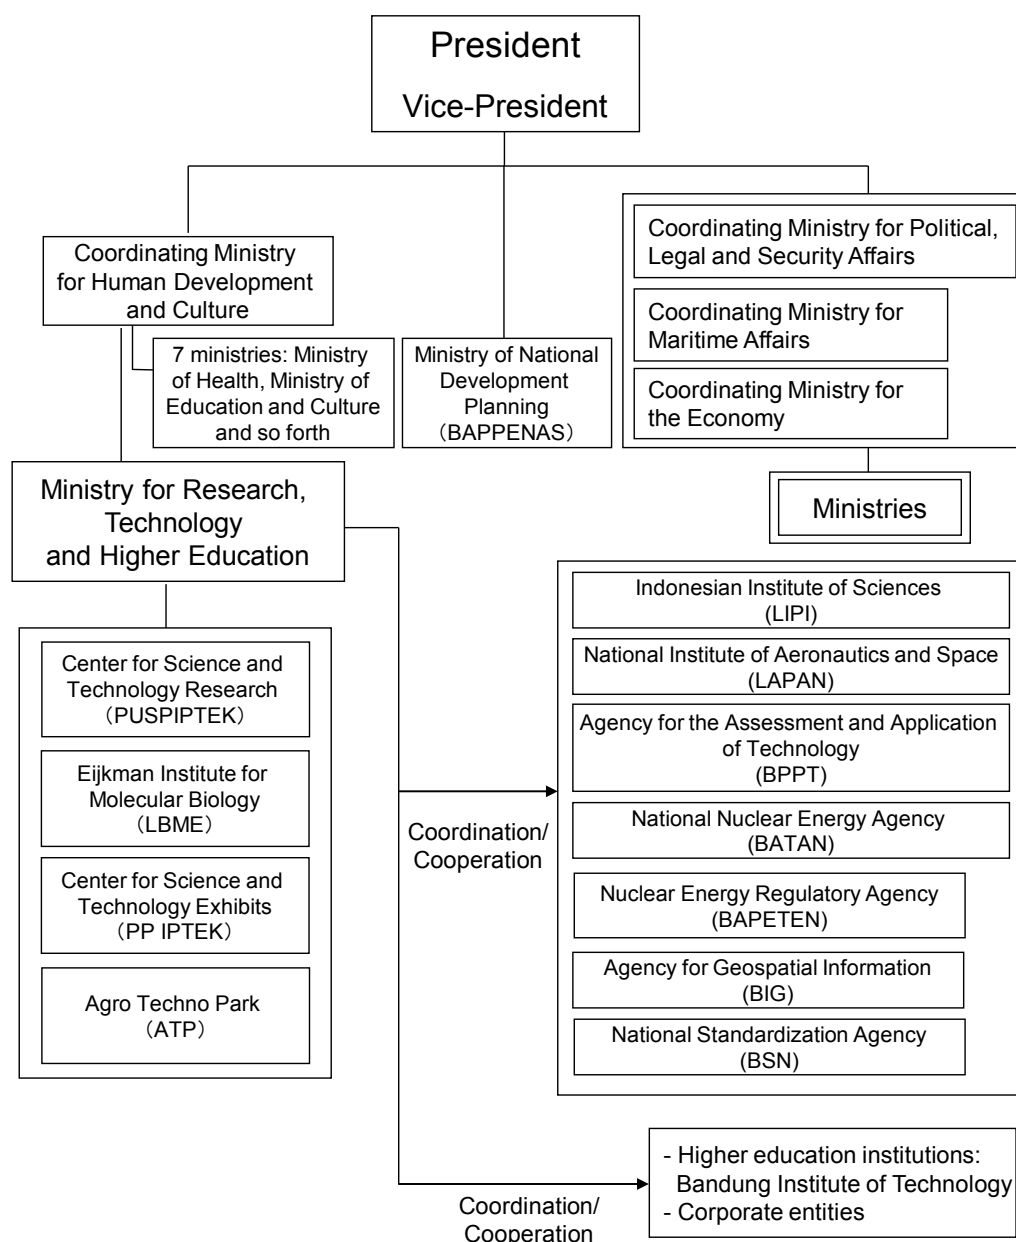 President
Vice-President
Coordinating Ministry
for Human Development
and Culture
Coordinating Ministry for Political,
Legal and Security Affairs
Coordinating Ministry for
Maritime Affairs
Coordinating Ministry for
the Economy
7 ministries: Ministry
of Health, Ministry of
Education and Culture
and so forth
Ministry of National
Development
Planning
（BAPPENAS）
Ministries
Ministry for Research,
Technology
and Higher Education
Center for Science and
Technology Research
（PUSPIPTEK）
Eijkman Institute for
Molecular Biology
（LBME）
Center for Science and
Technology Exhibits
（PP IPTEK）
Agro Techno Park
（ATP）
Coordination/
Cooperation
Indonesian Institute of Sciences
(LIPI)
National Institute of Aeronautics and Space
(LAPAN)
Agency for the Assessment and Application
of Technology
(BPPT)
National Nuclear Energy Agency
(BATAN)
Nuclear Energy Regulatory Agency
(BAPETEN)
Agency for Geospatial Information
(BIG)
National Standardization Agency
(BSN)
Coordination/
Cooperation
- Higher education institutions:
Bandung Institute of Technology
- Corporate entities